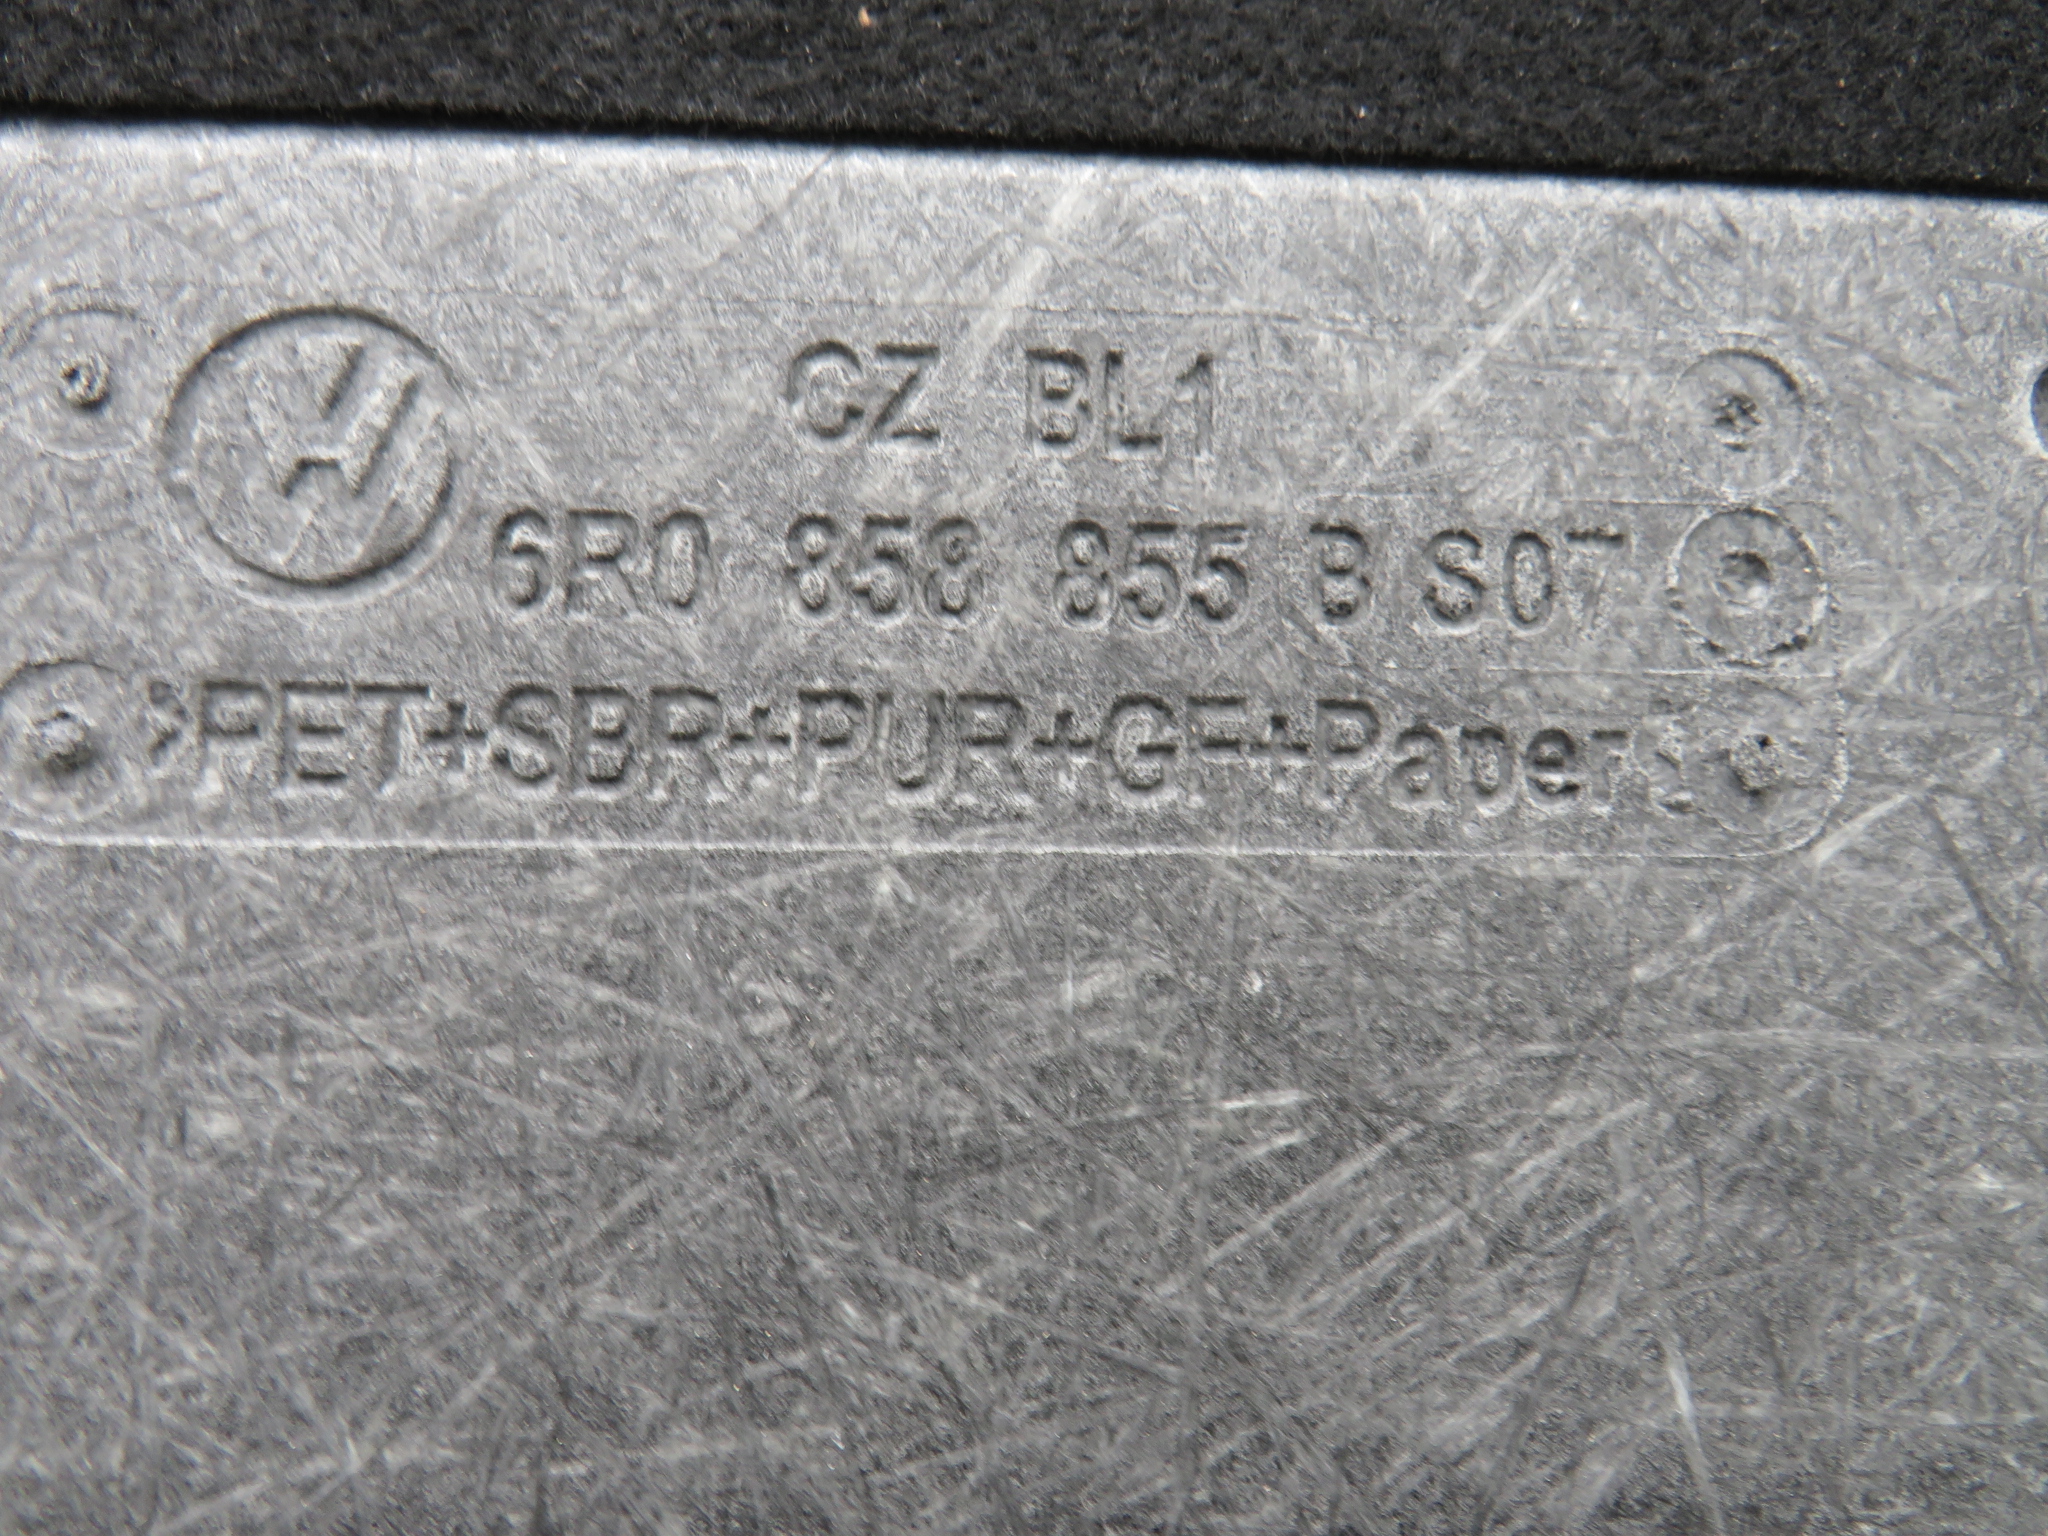 CZ BL1
6R0 858 855 B S07
>PET+SBR+PUR+GF+Paper<